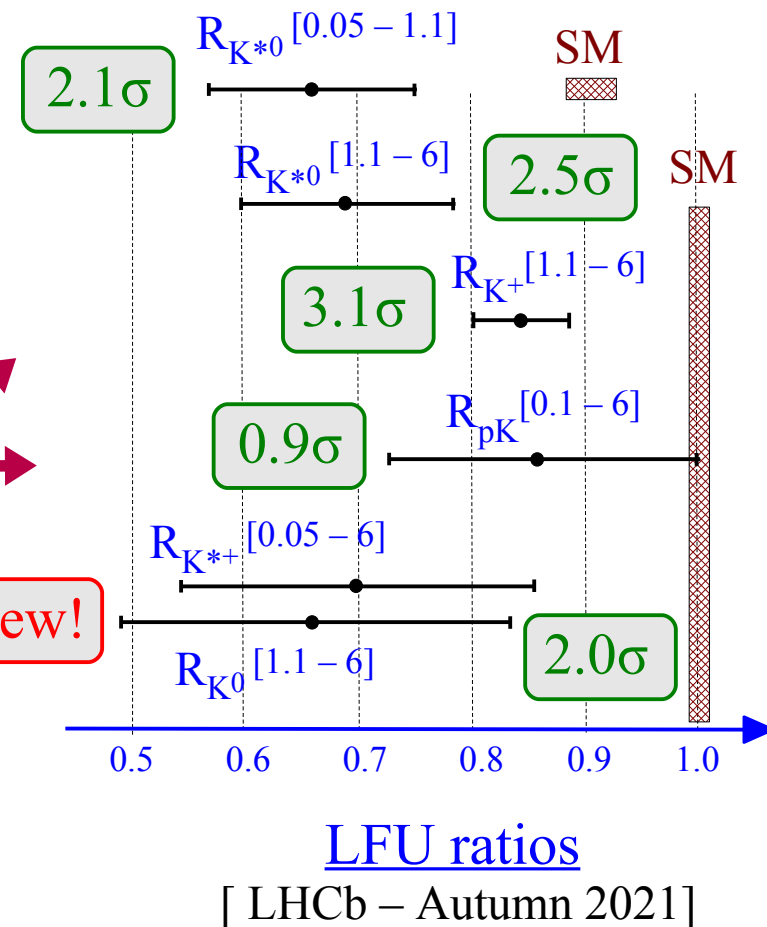 R_K*0 [0.05 – 1.1]
SM
2.1σ
R_K*0 [1.1 – 6]
2.5σ
SM
R_K+ [1.1 – 6]
3.1σ
R_pK [0.1 – 6]
0.9σ
R_K*+ [0.05 – 6]
ew!
2.0σ
R_K0 [1.1 – 6]
0.5 0.6 0.7 0.8 0.9 1.0
LFU ratios
[ LHCb – Autumn 2021]